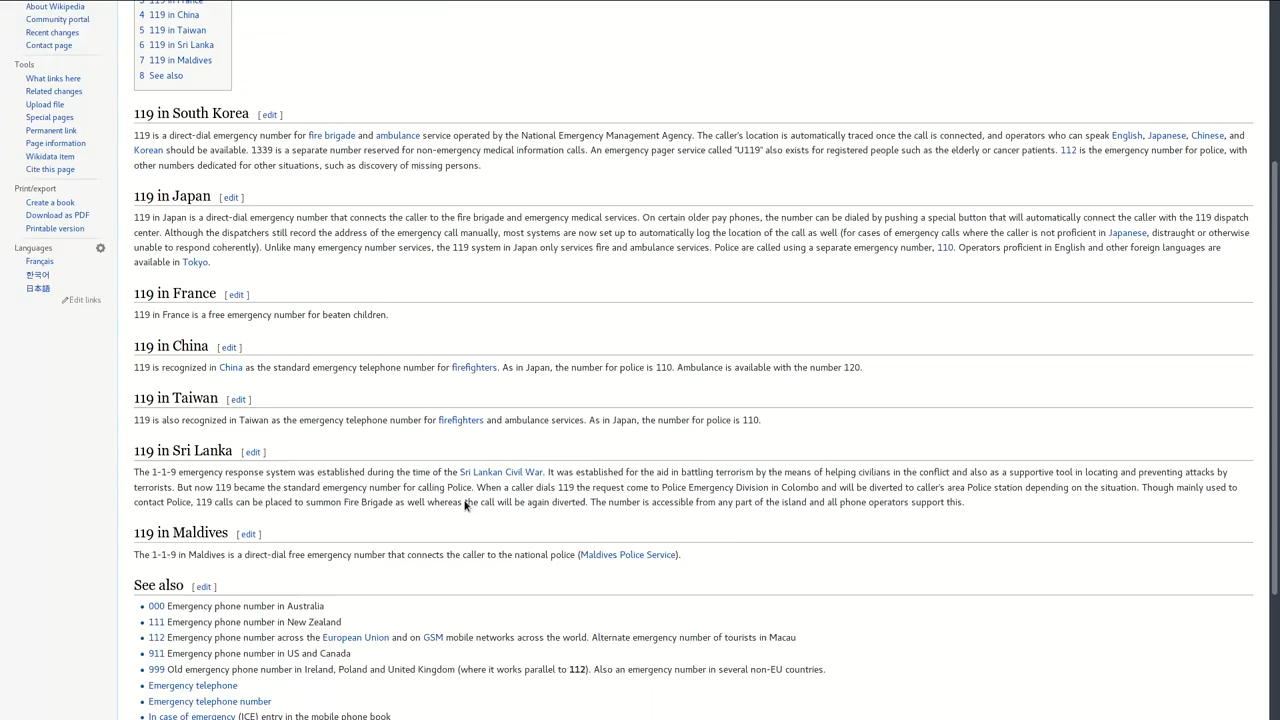 About Wikipedia
Community portal
Recent changes
Contact page
Tools
What links here
Related changes
Upload file
Special pages
Permanent link
Page information
Wikidata item
Cite this page
Print/export
Create a book
Download as PDF
Printable version
Languages
Français
한국어
日本語
Edit links
3 119 in France
4 119 in China
5 119 in Taiwan
6 119 in Sri Lanka
7 119 in Maldives
8 See also
119 in South Korea [ edit ]
119 is a direct-dial emergency number for fire brigade and ambulance service operated by the National Emergency Management Agency. The caller's location is automatically traced once the call is connected, and operators who can speak English, Japanese, Chinese, and
Korean should be available. 1339 is a separate number reserved for non-emergency medical information calls. An emergency pager service called "U119" also exists for registered people such as the elderly or cancer patients. 112 is the emergency number for police, with
other numbers dedicated for other situations, such as discovery of missing persons.
119 in Japan [ edit ]
119 in Japan is a direct-dial emergency number that connects the caller to the fire brigade and emergency medical services. On certain older pay phones, the number can be dialed by pushing a special button that will automatically connect the caller with the 119 dispatch
center. Although the dispatchers still record the address of the emergency call manually, most systems are now set up to automatically log the location of the call as well (for cases of emergency calls where the caller is not proficient in Japanese, distraught or otherwise
unable to respond coherently). Unlike many emergency number services, the 119 system in Japan only services fire and ambulance services. Police are called using a separate emergency number, 110. Operators proficient in English and other foreign languages are
available in Tokyo.
119 in France [ edit ]
119 in France is a free emergency number for beaten children.
119 in China [ edit ]
119 is recognized in China as the standard emergency telephone number for firefighters. As in Japan, the number for police is 110. Ambulance is available with the number 120.
119 in Taiwan [ edit ]
119 is also recognized in Taiwan as the emergency telephone number for firefighters and ambulance services. As in Japan, the number for police is 110.
119 in Sri Lanka [ edit ]
The 1-1-9 emergency response system was established during the time of the Sri Lankan Civil War. It was established for the aid in battling terrorism by the means of helping civilians in the conflict and also as a supportive tool in locating and preventing attacks by
terrorists. But now 119 became the standard emergency number for calling Police. When a caller dials 119 the request come to Police Emergency Division in Colombo and will be diverted to caller's area Police station depending on the situation. Though mainly used to
contact Police, 119 calls can be placed to summon Fire Brigade as well whereas the call will be again diverted. The number is accessible from any part of the island and all phone operators support this.
119 in Maldives [ edit ]
The 1-1-9 in Maldives is a direct-dial free emergency number that connects the caller to the national police (Maldives Police Service).
See also [ edit ]
• 000 Emergency phone number in Australia
• 111 Emergency phone number in New Zealand
• 112 Emergency phone number across the European Union and on GSM mobile networks across the world. Alternate emergency number of tourists in Macau
• 911 Emergency phone number in US and Canada
• 999 Old emergency phone number in Ireland, Poland and United Kingdom (where it works parallel to 112). Also an emergency number in several non-EU countries.
• Emergency telephone
• Emergency telephone number
• In case of emergency (ICE) entry in the mobile phone book